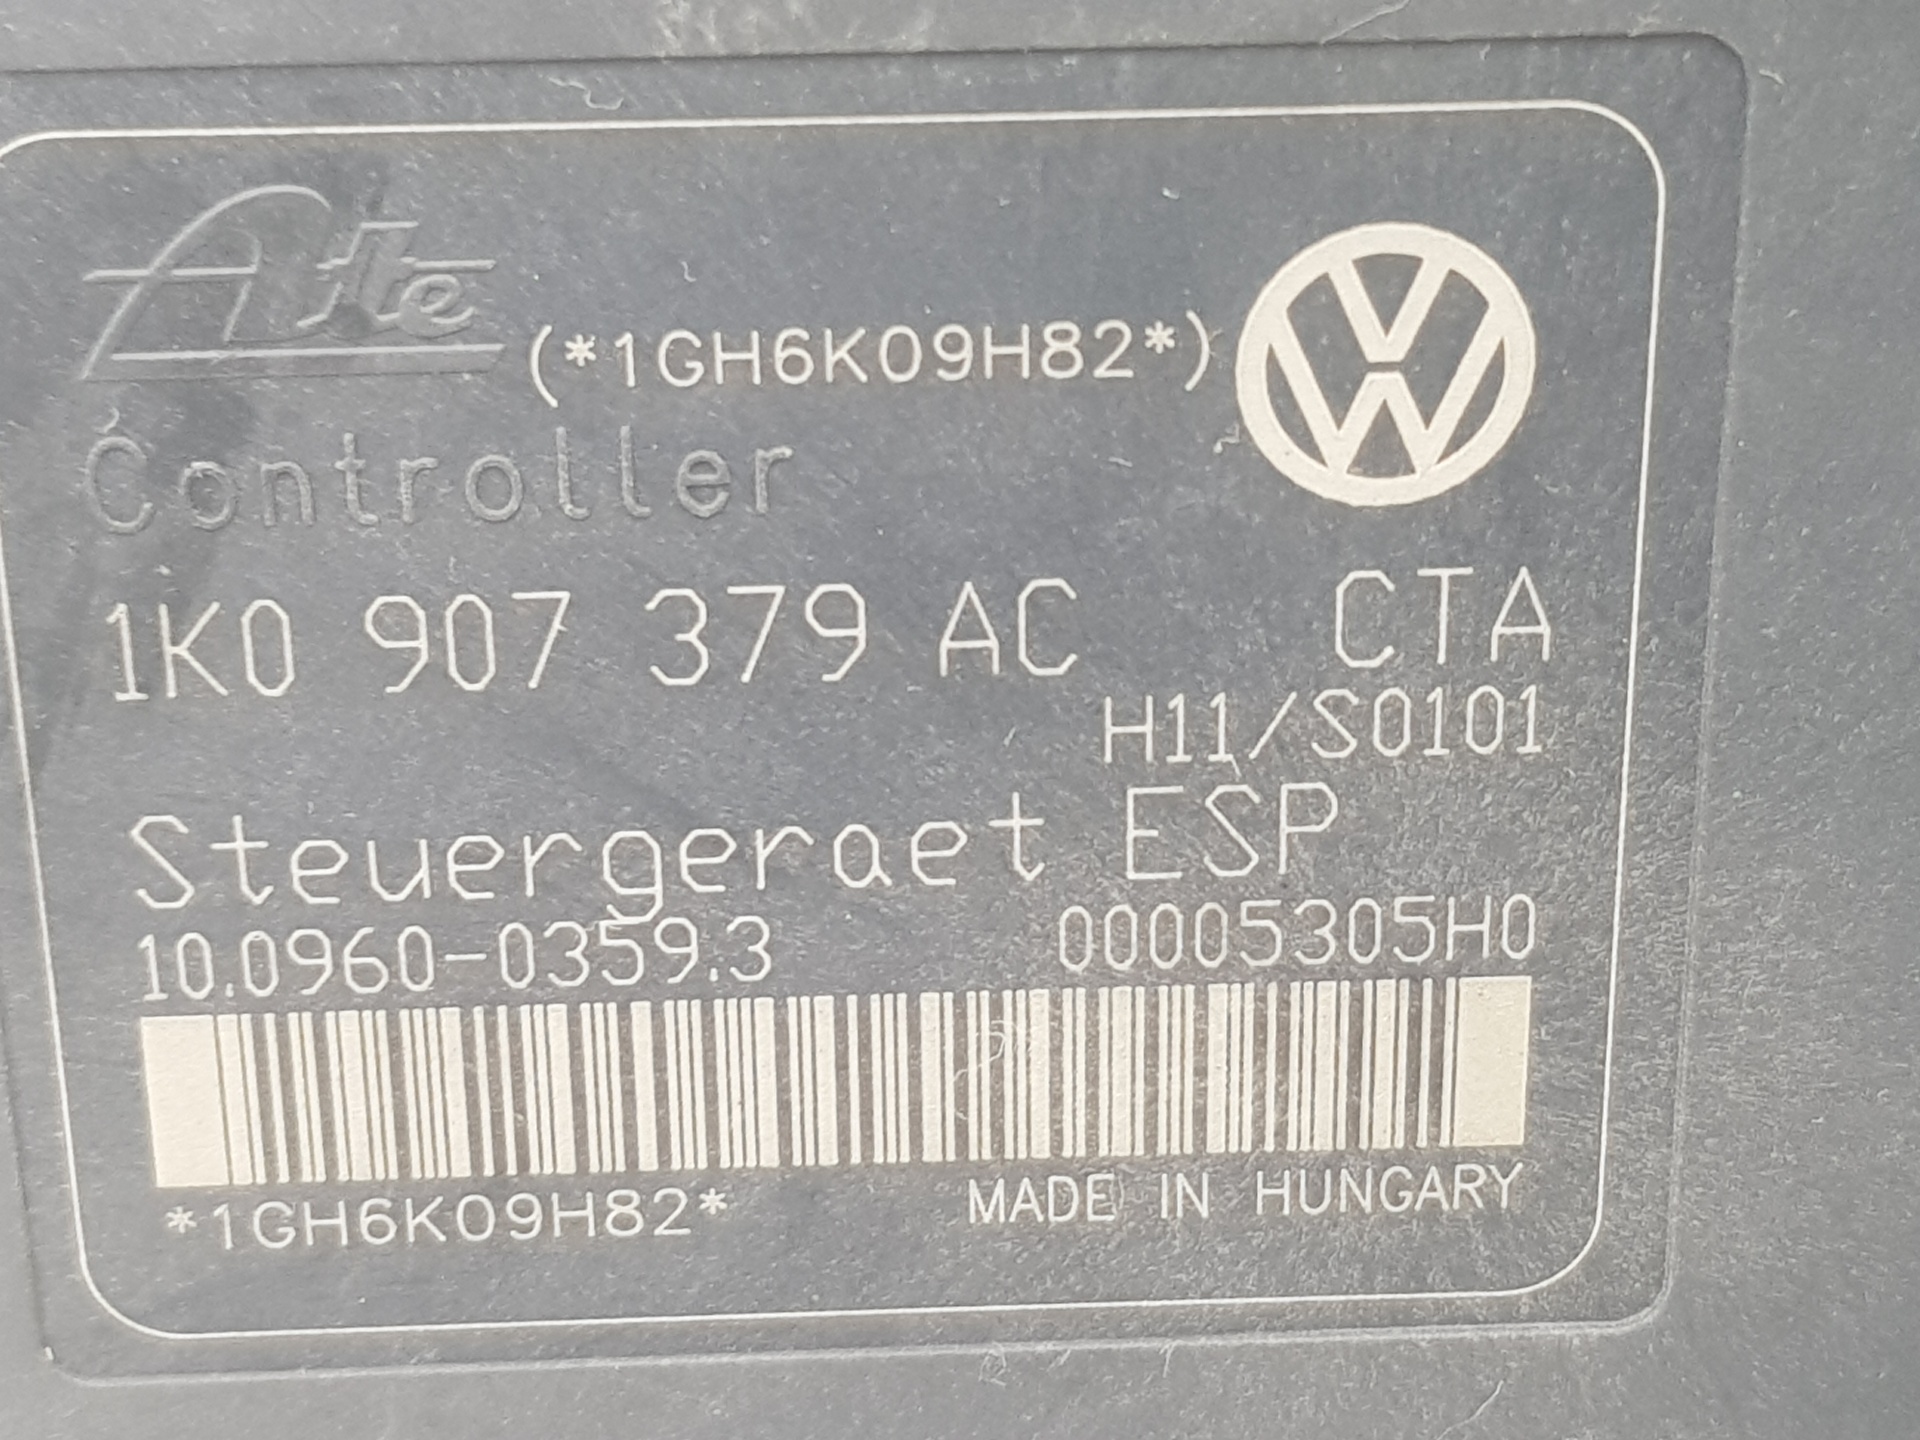 Ate
(*1GH6K09H82*)
Controller
1K0 907 379 AC CTA
H11/S0101
Steuergeraet ESP
10.0960-0359.3 00005305H0
*1GH6K09H82* MADE IN HUNGARY